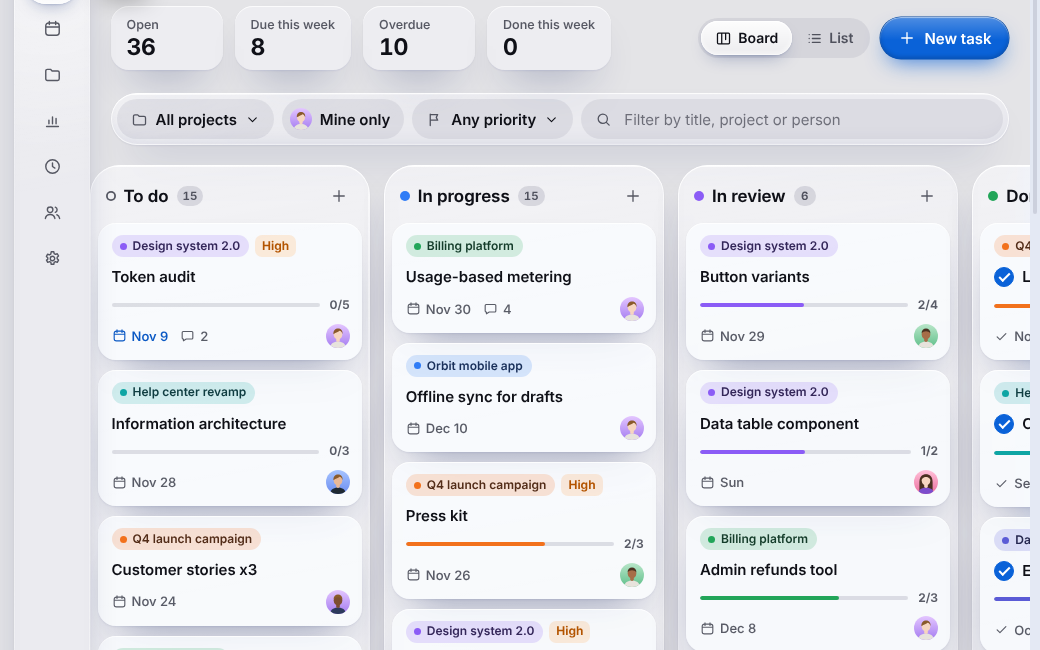 Open
36
Due this week
8
Overdue
10
Done this week
0
Board
List
New task
All projects
Mine only
Any priority
Filter by title, project or person
To do 15
Design system 2.0 High
Token audit
0/5
Nov 9 2
Help center revamp
Information architecture
0/3
Nov 28
Q4 launch campaign
Customer stories x3
Nov 24
In progress 15
Billing platform
Usage-based metering
Nov 30 4
Orbit mobile app
Offline sync for drafts
Dec 10
Q4 launch campaign High
Press kit
2/3
Nov 26
Design system 2.0 High
In review 6
Design system 2.0
Button variants
2/4
Nov 29
Design system 2.0
Data table component
1/2
Sun
Billing platform
Admin refunds tool
2/3
Dec 8
Q4